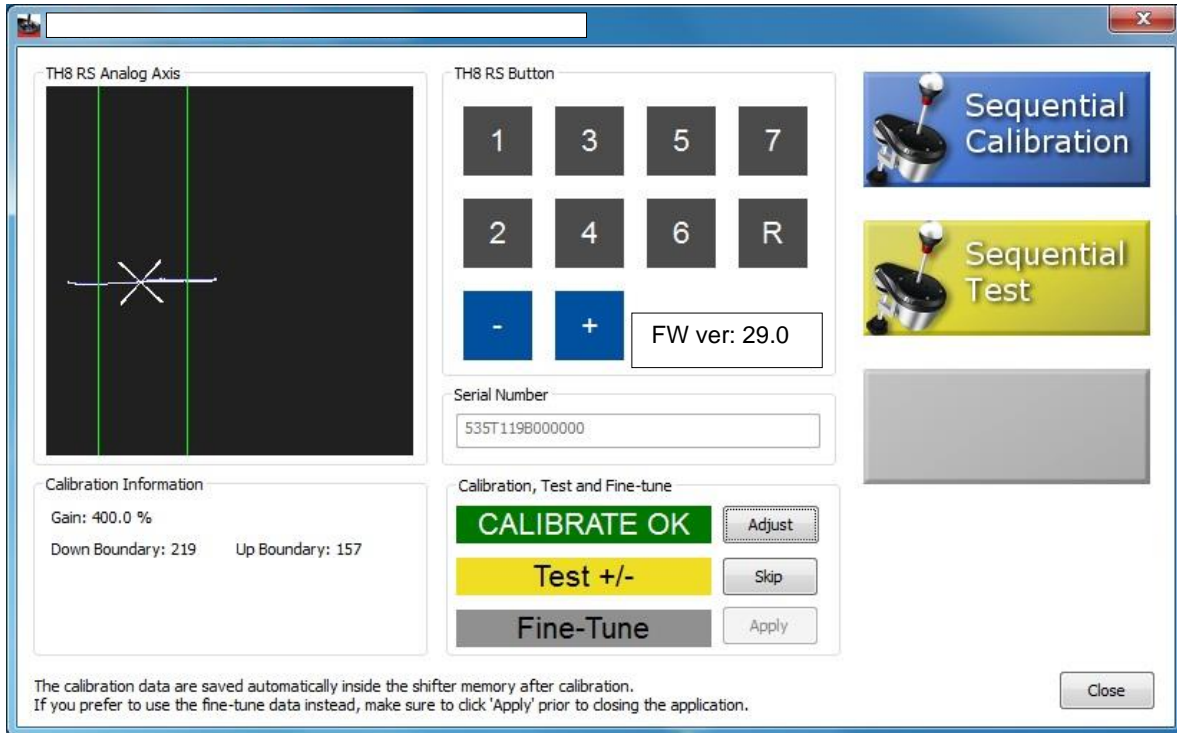 X
TH8 RS Analog Axis
TH8 RS Button
1 3 5 7
2 4 6 R
- +
FW ver: 29.0
Serial Number
535T119B000000
Sequential
Calibration
Sequential
Test
Calibration Information
Gain: 400.0 %
Down Boundary: 219 Up Boundary: 157
Calibration, Test and Fine-tune
CALIBRATE OK Adjust
Test +/- Skip
Fine-Tune Apply
The calibration data are saved automatically inside the shifter memory after calibration.
If you prefer to use the fine-tune data instead, make sure to click 'Apply' prior to closing the application.
Close